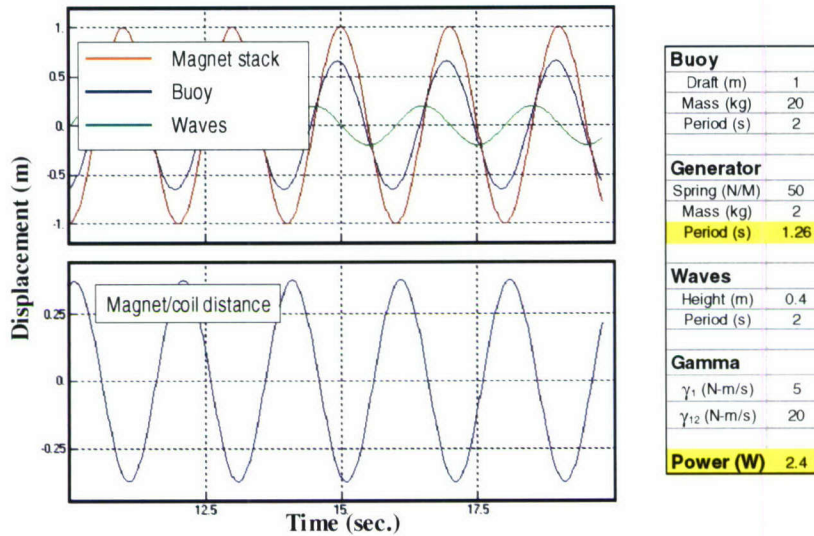 Displacement (m)
1.
0.5
0.
-0.5
-1.
Magnet stack
Buoy
Waves
0.25
0.
-0.25
Magnet/coil distance
12.5
15.
17.5
Time (sec.)
Buoy
Draft (m) 1
Mass (kg) 20
Period (s) 2
Generator
Spring (N/M) 50
Mass (kg) 2
Period (s) 1.26
Waves
Height (m) 0.4
Period (s) 2
Gamma
γ₁ (N-m/s) 5
γ₁₂ (N-m/s) 20
Power (W) 2.4